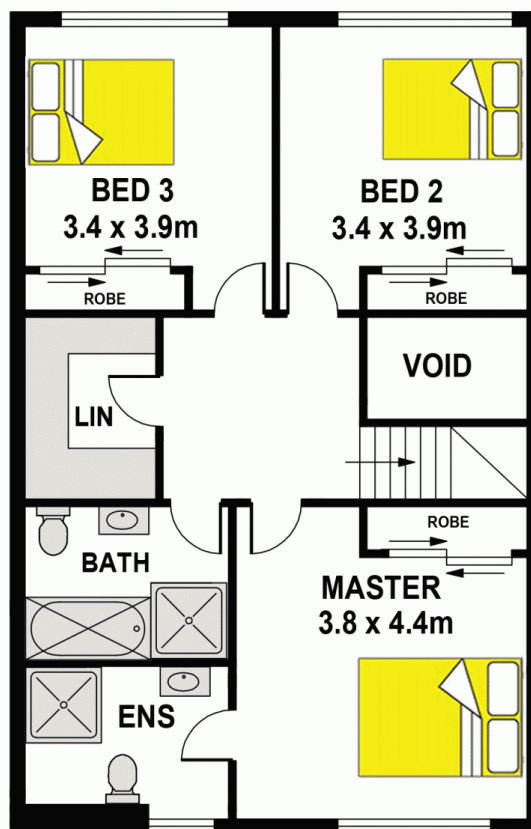 BED 3
3.4 x 3.9m
ROBE
BED 2
3.4 x 3.9m
ROBE
VOID
LIN
ROBE
BATH
MASTER
3.8 x 4.4m
ENS